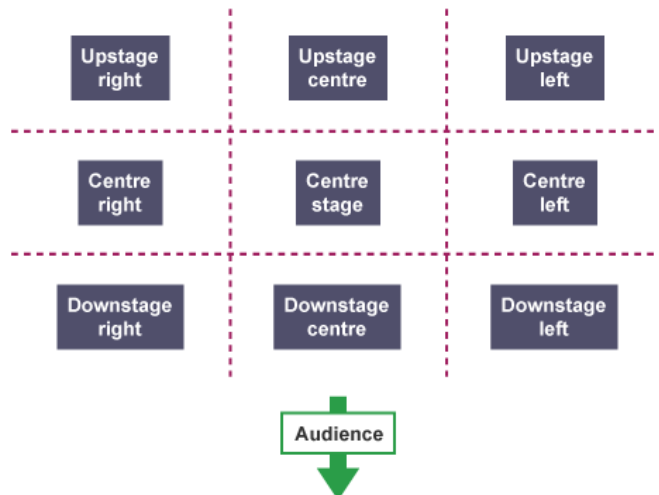 Upstage
right
Upstage
centre
Upstage
left
Centre
right
Centre
stage
Centre
left
Downstage
right
Downstage
centre
Downstage
left
Audience